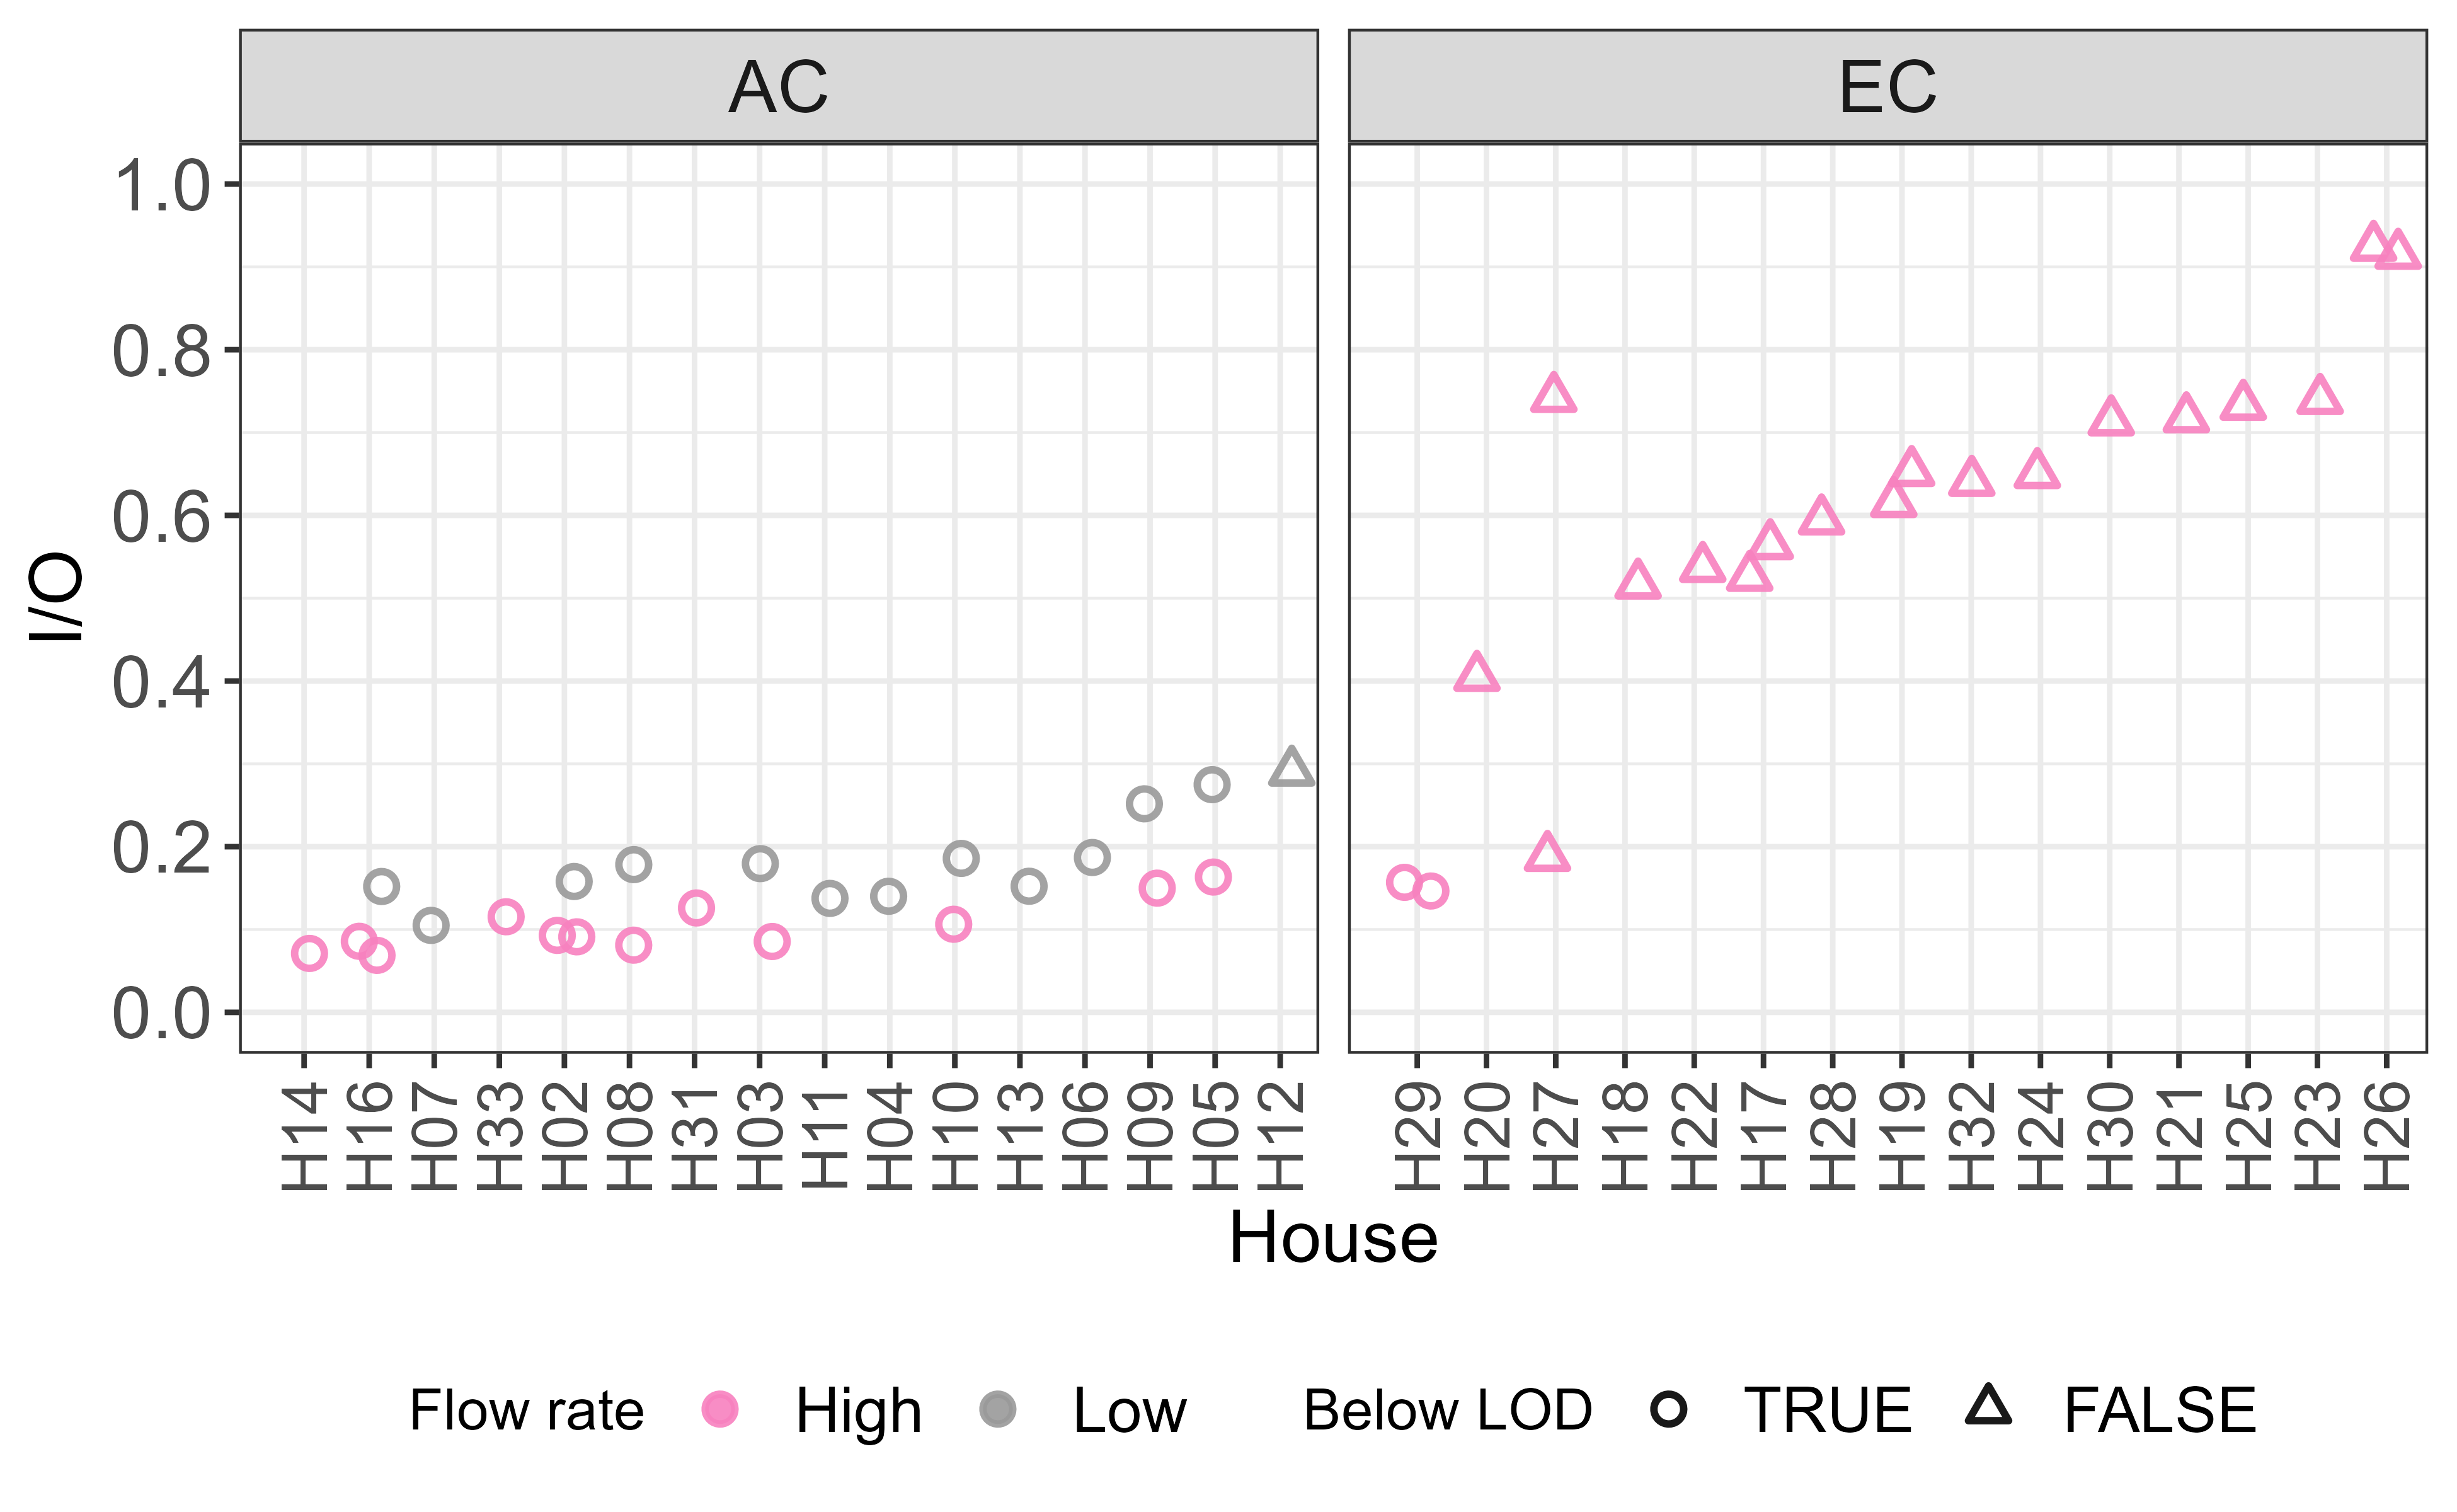 AC
EC
1.0
0.8
0.6
0.4
0.2
0.0
I/O
H14 H16 H07 H33 H02 H08 H31 H03 H11 H04 H10 H13 H06 H09 H05 H12
H29 H20 H27 H18 H22 H17 H28 H19 H32 H24 H30 H21 H25 H23 H26
House
Flow rate High Low Below LOD TRUE FALSE